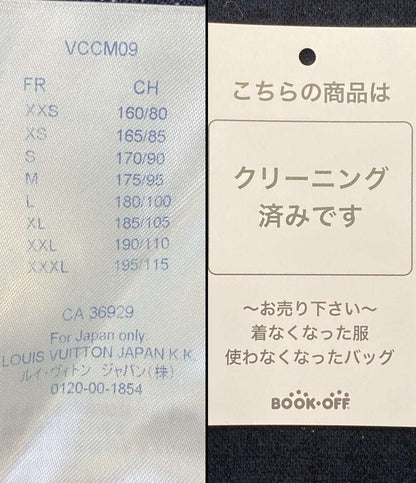 VCCM09
FR CH
XXS 160/80
XS 165/85
S 170/90
M 175/95
L 180/100
XL 185/105
XXL 190/110
XXXL 195/115
CA 36929
For Japan only
LOUIS VUITTON JAPAN K.K.
ルイ・ヴィトン ジャパン(株)
0120-00-1854
こちらの商品は
クリーニング
済みです
〜お売り下さい〜
着なくなった服
使わなくなったバッグ
BOOK・OFF